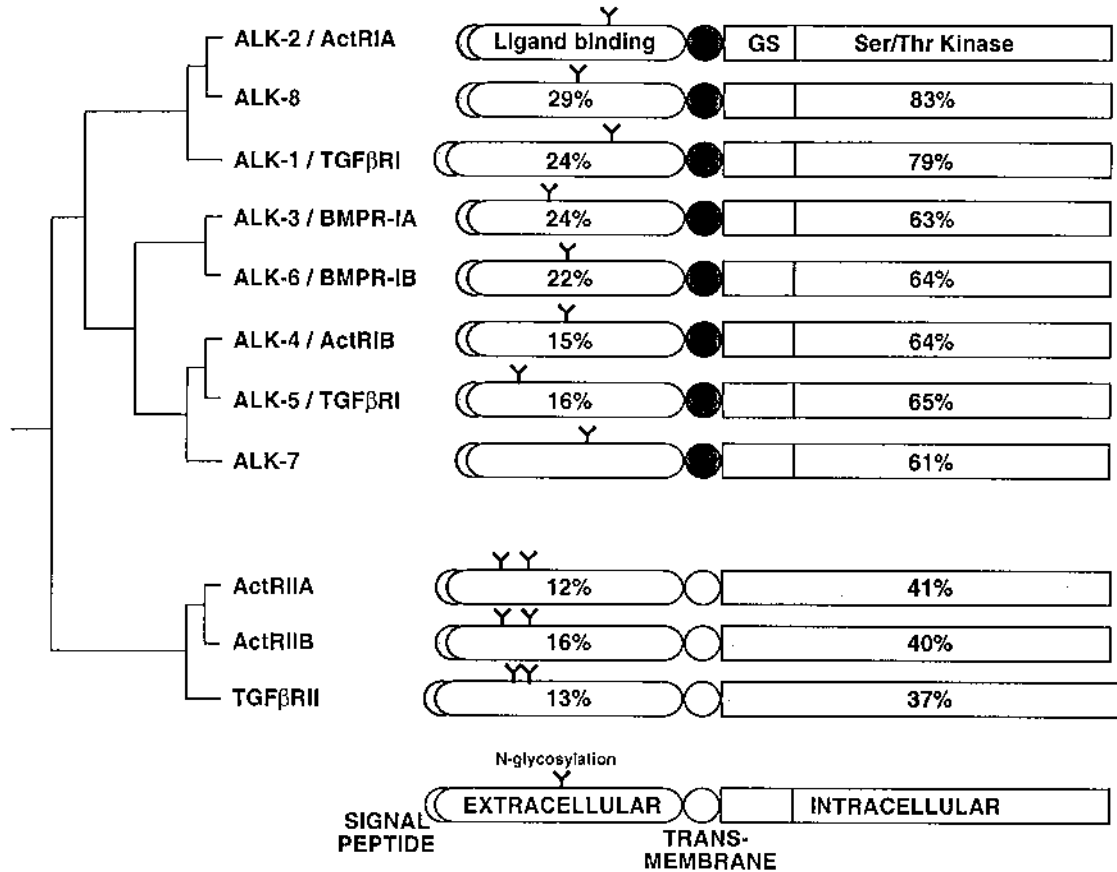 ALK-2 / ActRIA Ligand binding GS Ser/Thr Kinase
ALK-8 29% 83%
ALK-1 / TGFβRI 24% 79%
ALK-3 / BMPR-IA 24% 63%
ALK-6 / BMPR-IB 22% 64%
ALK-4 / ActRIB 15% 64%
ALK-5 / TGFβRI 16% 65%
ALK-7 61%
ActRIIA 12% 41%
ActRIIB 16% 40%
TGFβRII 13% 37%
N-glycosylation
EXTRACELLULAR INTRACELLULAR
SIGNAL
PEPTIDE
TRANS-
MEMBRANE